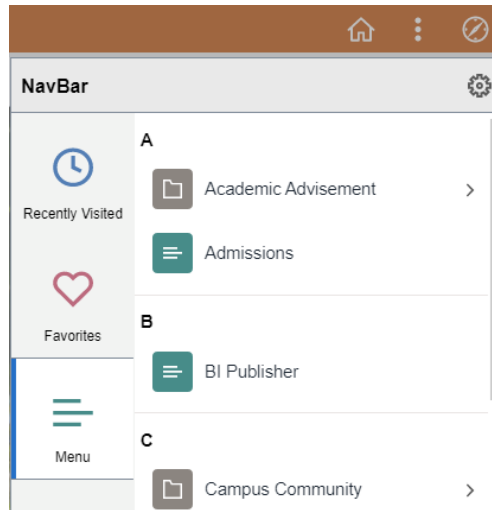 NavBar
Recently Visited
Favorites
Menu
A
Academic Advisement
Admissions
B
BI Publisher
C
Campus Community